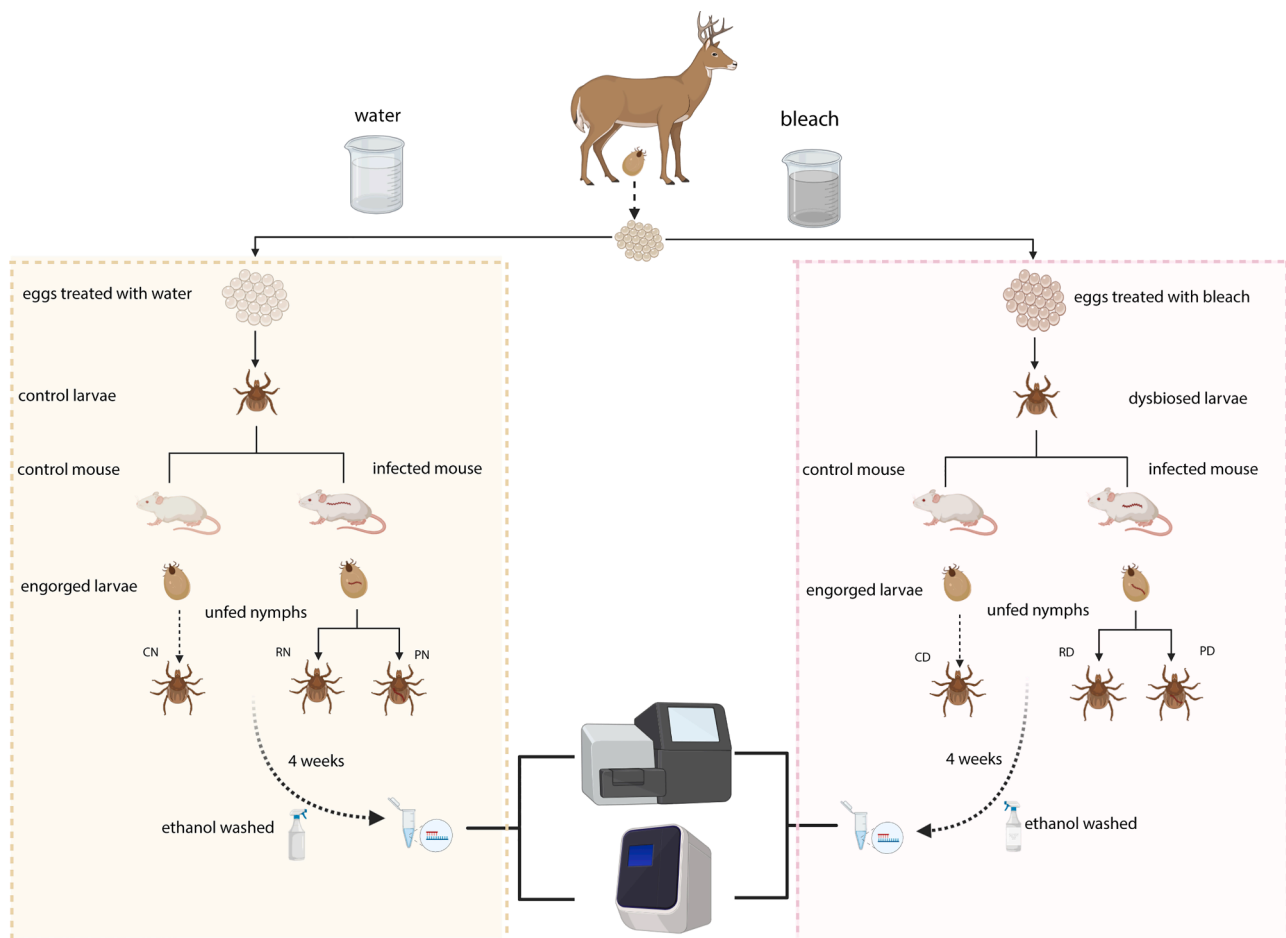 water
bleach
eggs treated with water
control larvae
control mouse
infected mouse
engorged larvae
unfed nymphs
CN
RN
PN
4 weeks
ethanol washed
eggs treated with bleach
dysbiosed larvae
control mouse
infected mouse
engorged larvae
unfed nymphs
CD
RD
PD
4 weeks
ethanol washed